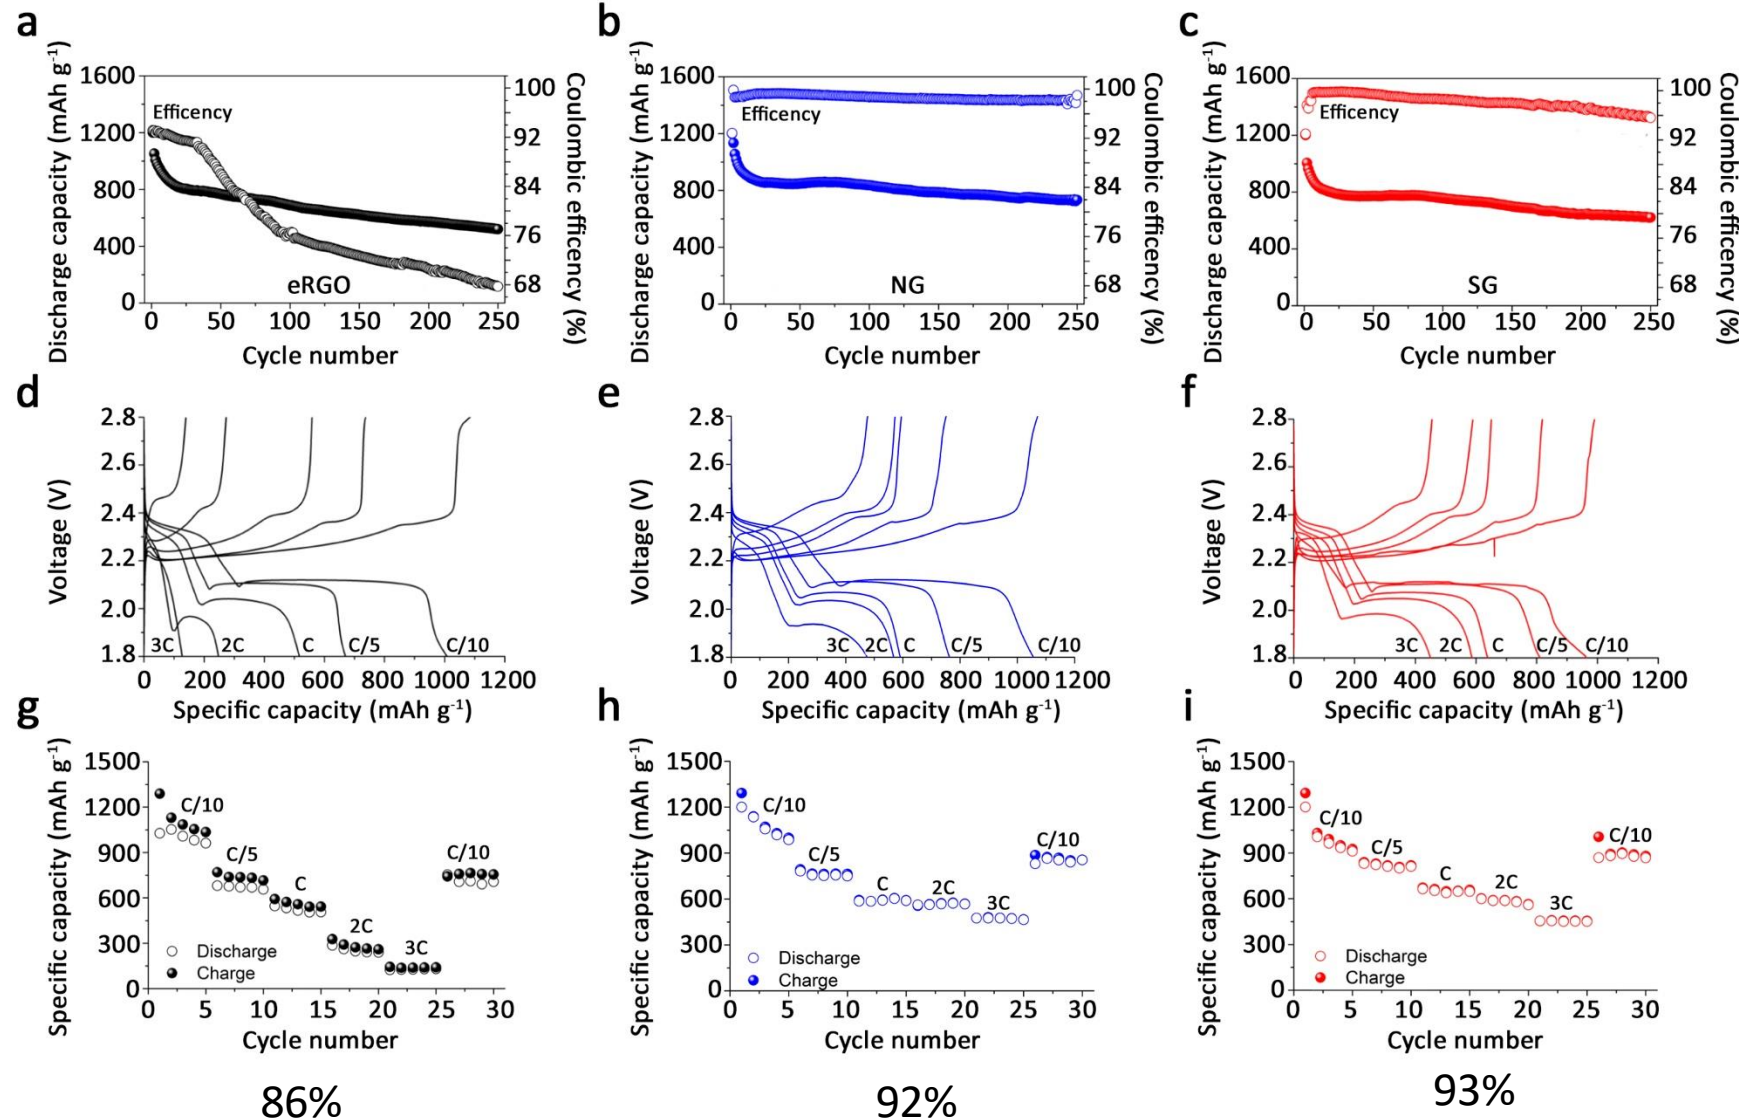 a
Discharge capacity (mAh g⁻¹)
1600
1200
800
400
0
Efficency
eRGO
100
92
84
76
68
Coulombic efficency (%)
0 50 100 150 200 250
Cycle number
b
Discharge capacity (mAh g⁻¹)
1600
1200
800
400
0
Efficency
NG
100
92
84
76
68
Coulombic efficency (%)
0 50 100 150 200 250
Cycle number
c
Discharge capacity (mAh g⁻¹)
1600
1200
800
400
0
Efficency
SG
100
92
84
76
68
Coulombic efficency (%)
0 50 100 150 200 250
Cycle number
d
Voltage (V)
2.8
2.6
2.4
2.2
2.0
1.8
3C 2C C C/5 C/10
0 200 400 600 800 1000 1200
Specific capacity (mAh g⁻¹)
e
Voltage (V)
2.8
2.6
2.4
2.2
2.0
1.8
3C 2C C C/5 C/10
0 200 400 600 800 1000 1200
Specific capacity (mAh g⁻¹)
f
Voltage (V)
2.8
2.6
2.4
2.2
2.0
1.8
3C 2C C C/5 C/10
0 200 400 600 800 1000 1200
Specific capacity (mAh g⁻¹)
g
Specific capacity (mAh g⁻¹)
1500
1200
900
600
300
0
C/10
C/5
C
2C
3C
C/10
Discharge
Charge
0 5 10 15 20 25 30
Cycle number
86%
h
Specific capacity (mAh g⁻¹)
1500
1200
900
600
300
0
C/10
C/5
C
2C
3C
C/10
Discharge
Charge
0 5 10 15 20 25 30
Cycle number
92%
i
Specific capacity (mAh g⁻¹)
1500
1200
900
600
300
0
C/10
C/5
C
2C
3C
C/10
Discharge
Charge
0 5 10 15 20 25 30
Cycle number
93%